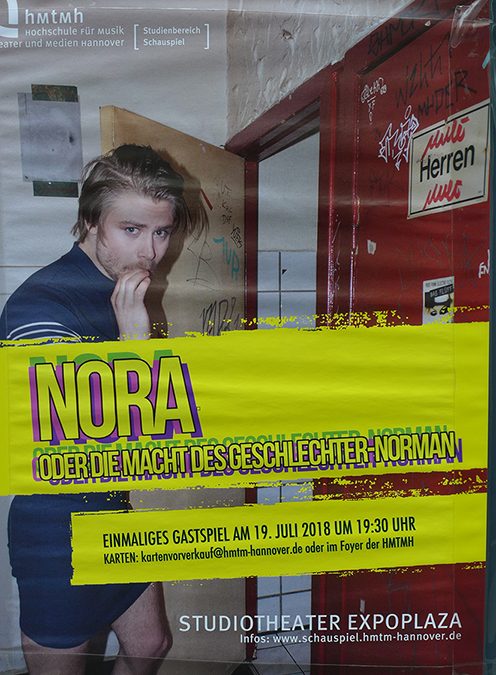 hmtmh
Hochschule für Musik
eater und Medien Hannover
Studienbereich
Schauspiel
Herren
NORA
ODER DIE MACHT DES GESCHLECHTER-NORMAN
EINMALIGES GASTSPIEL AM 19. JULI 2018 UM 19:30 UHR
KARTEN: kartenvorverkauf@hmtm-hannover.de oder im Foyer der HMTMH
STUDIOTHEATER EXPOPLAZA
Infos: www.schauspiel.hmtm-hannover.de